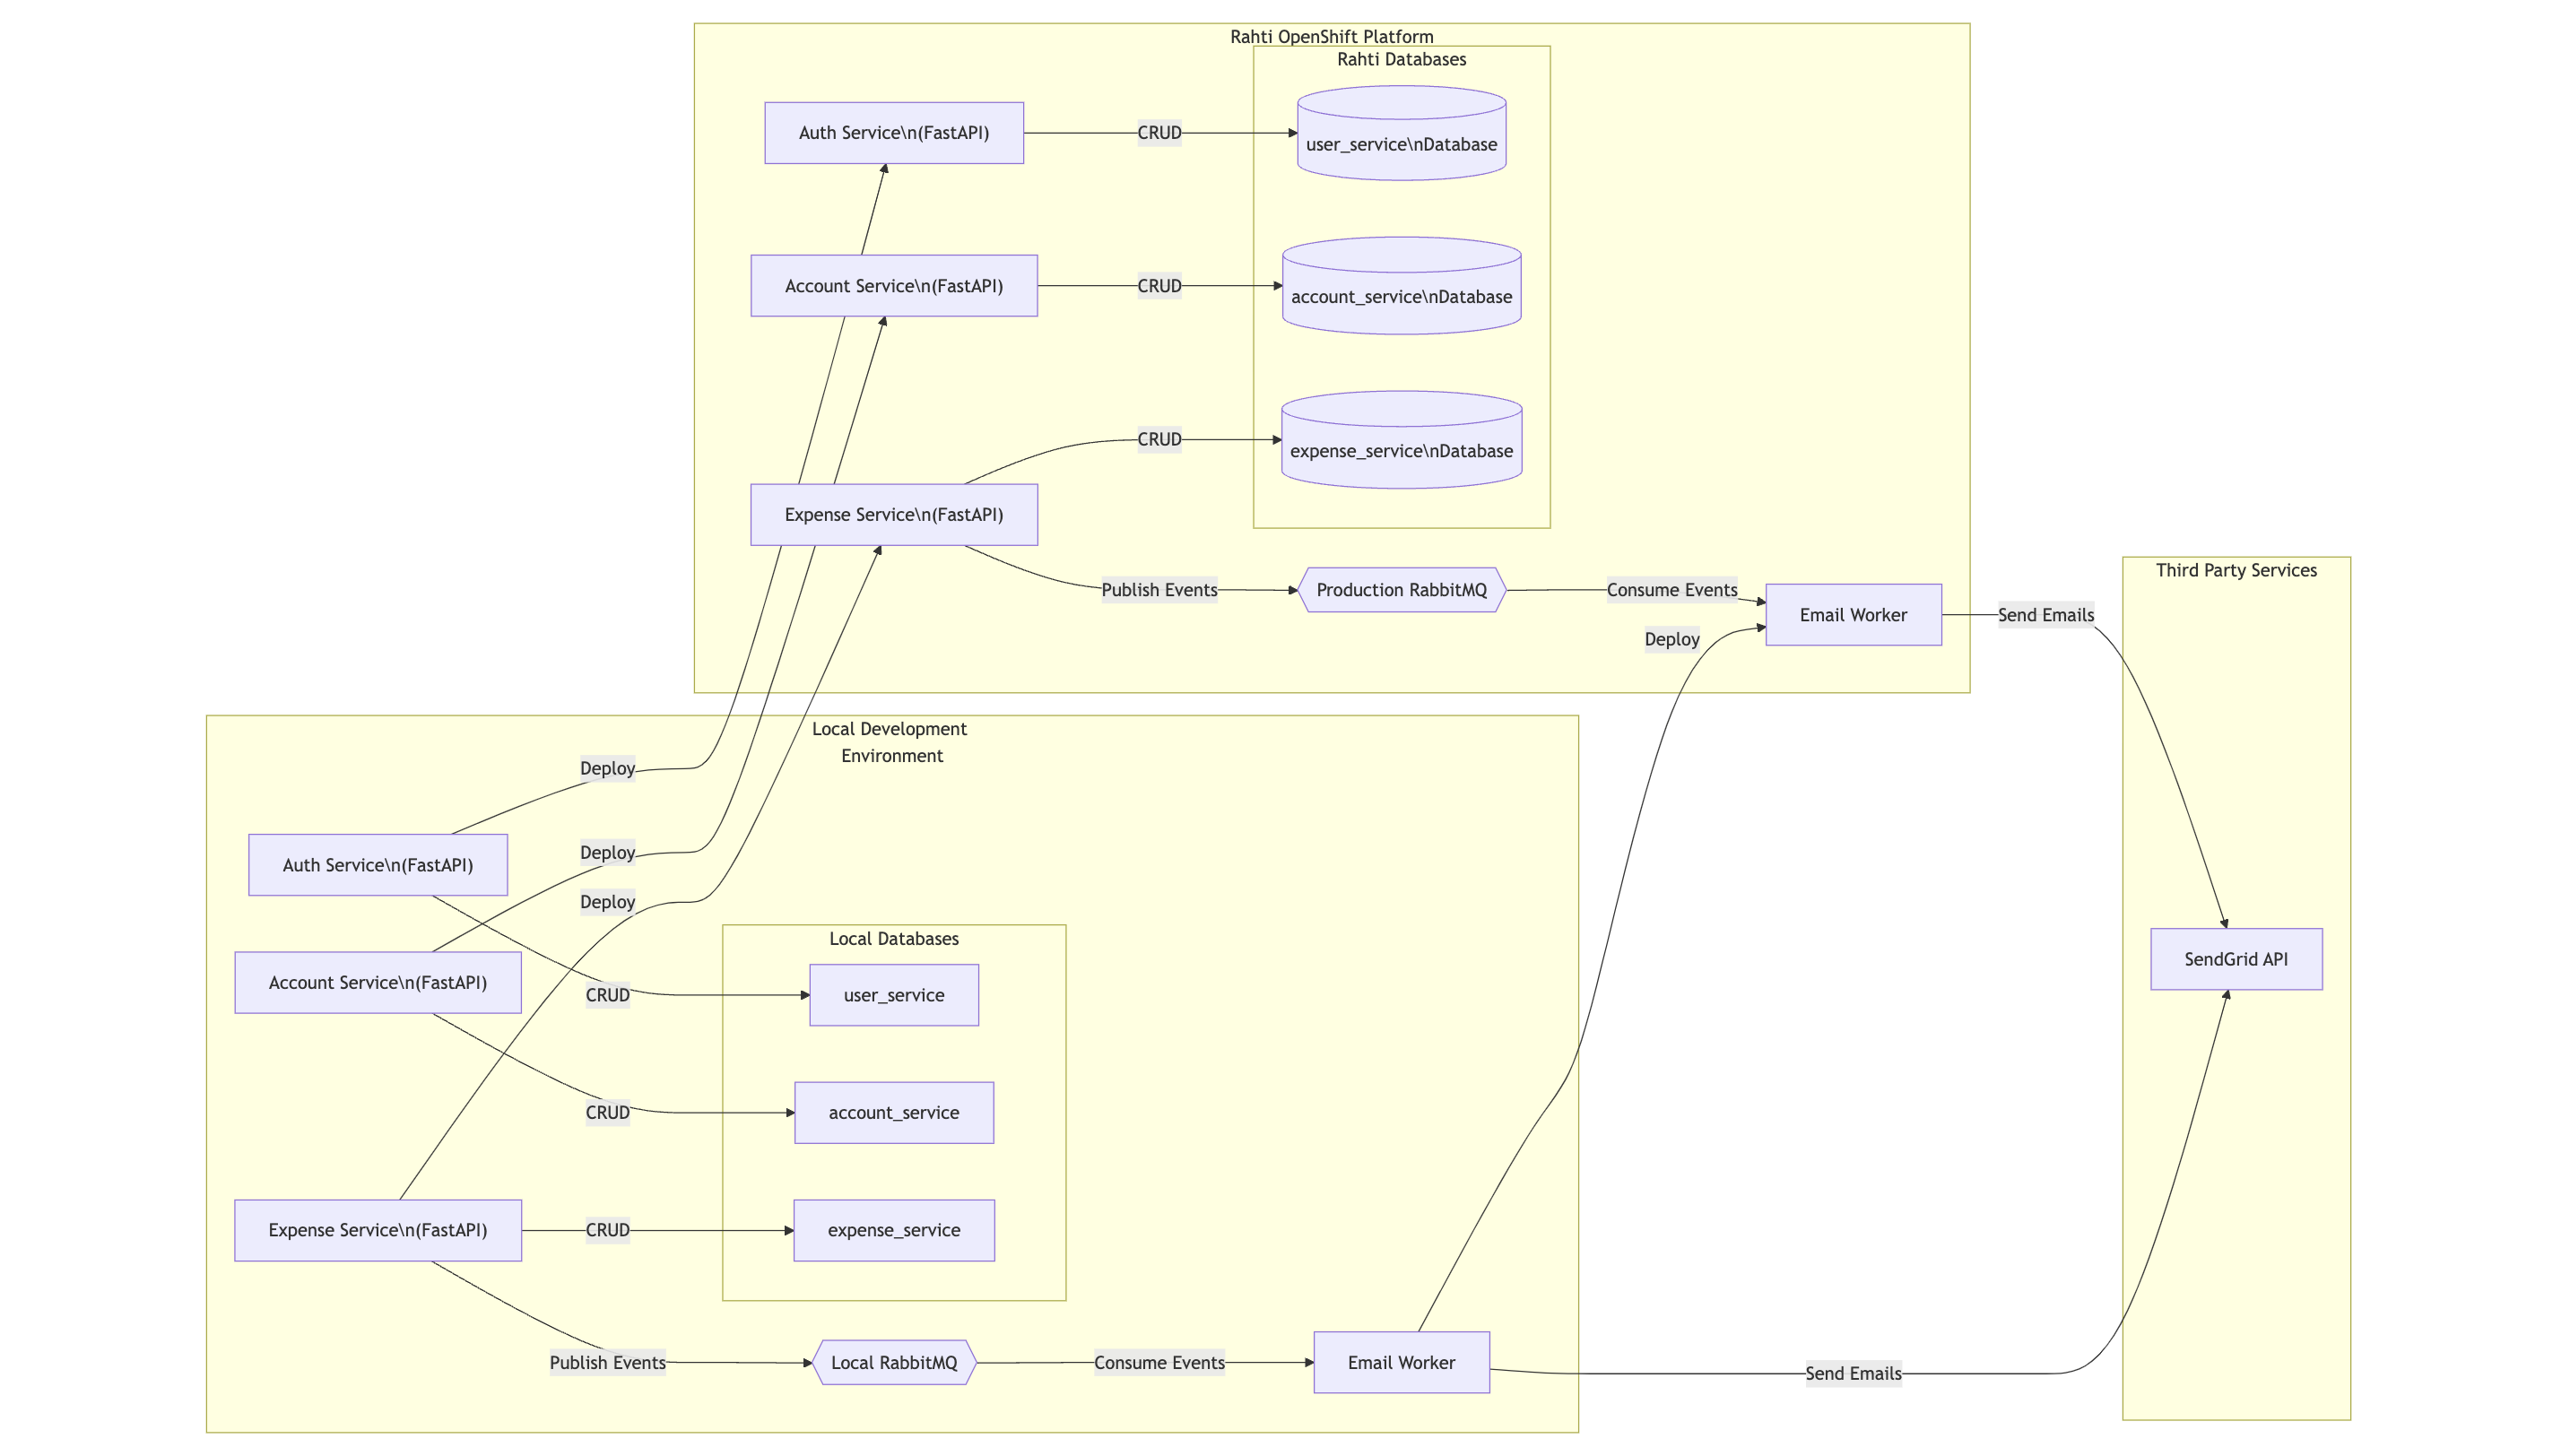 Rahti OpenShift Platform
Rahti Databases
Auth Service\n(FastAPI)
CRUD
user_service\nDatabase
Account Service\n(FastAPI)
CRUD
account_service\nDatabase
CRUD
expense_service\nDatabase
Expense Service\n(FastAPI)
Publish Events
Production RabbitMQ
Consume Events
Email Worker
Send Emails
Deploy
Third Party Services
SendGrid API
Local Development
Environment
Deploy
Auth Service\n(FastAPI)
Deploy
Deploy
Local Databases
Account Service\n(FastAPI)
CRUD
user_service
CRUD
account_service
Expense Service\n(FastAPI)
CRUD
expense_service
Publish Events
Local RabbitMQ
Consume Events
Email Worker
Send Emails